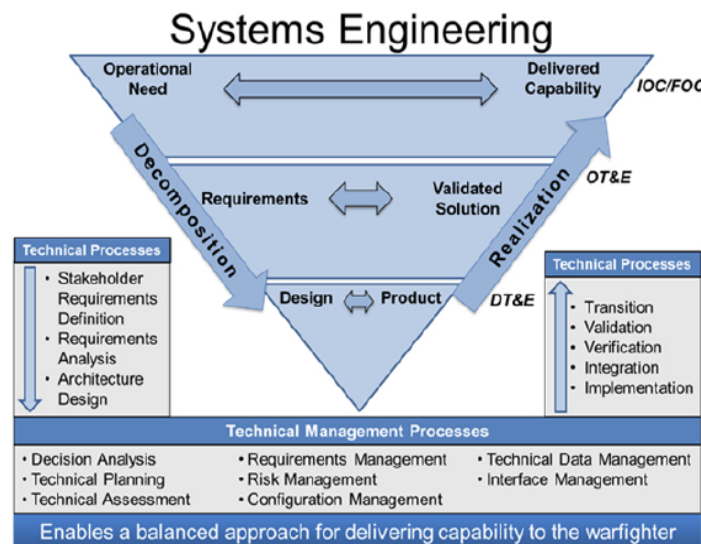 Systems Engineering
Operational
Need
Delivered
Capability
IOC/FOC
Decomposition
Realization
OT&E
Requirements
Validated
Solution
Design
Product
DT&E
Technical Processes
• Stakeholder
Requirements
Definition
• Requirements
Analysis
• Architecture
Design
Technical Processes
• Transition
• Validation
• Verification
• Integration
• Implementation
Technical Management Processes
• Decision Analysis
• Technical Planning
• Technical Assessment
• Requirements Management
• Risk Management
• Configuration Management
• Technical Data Management
• Interface Management
Enables a balanced approach for delivering capability to the warfighter